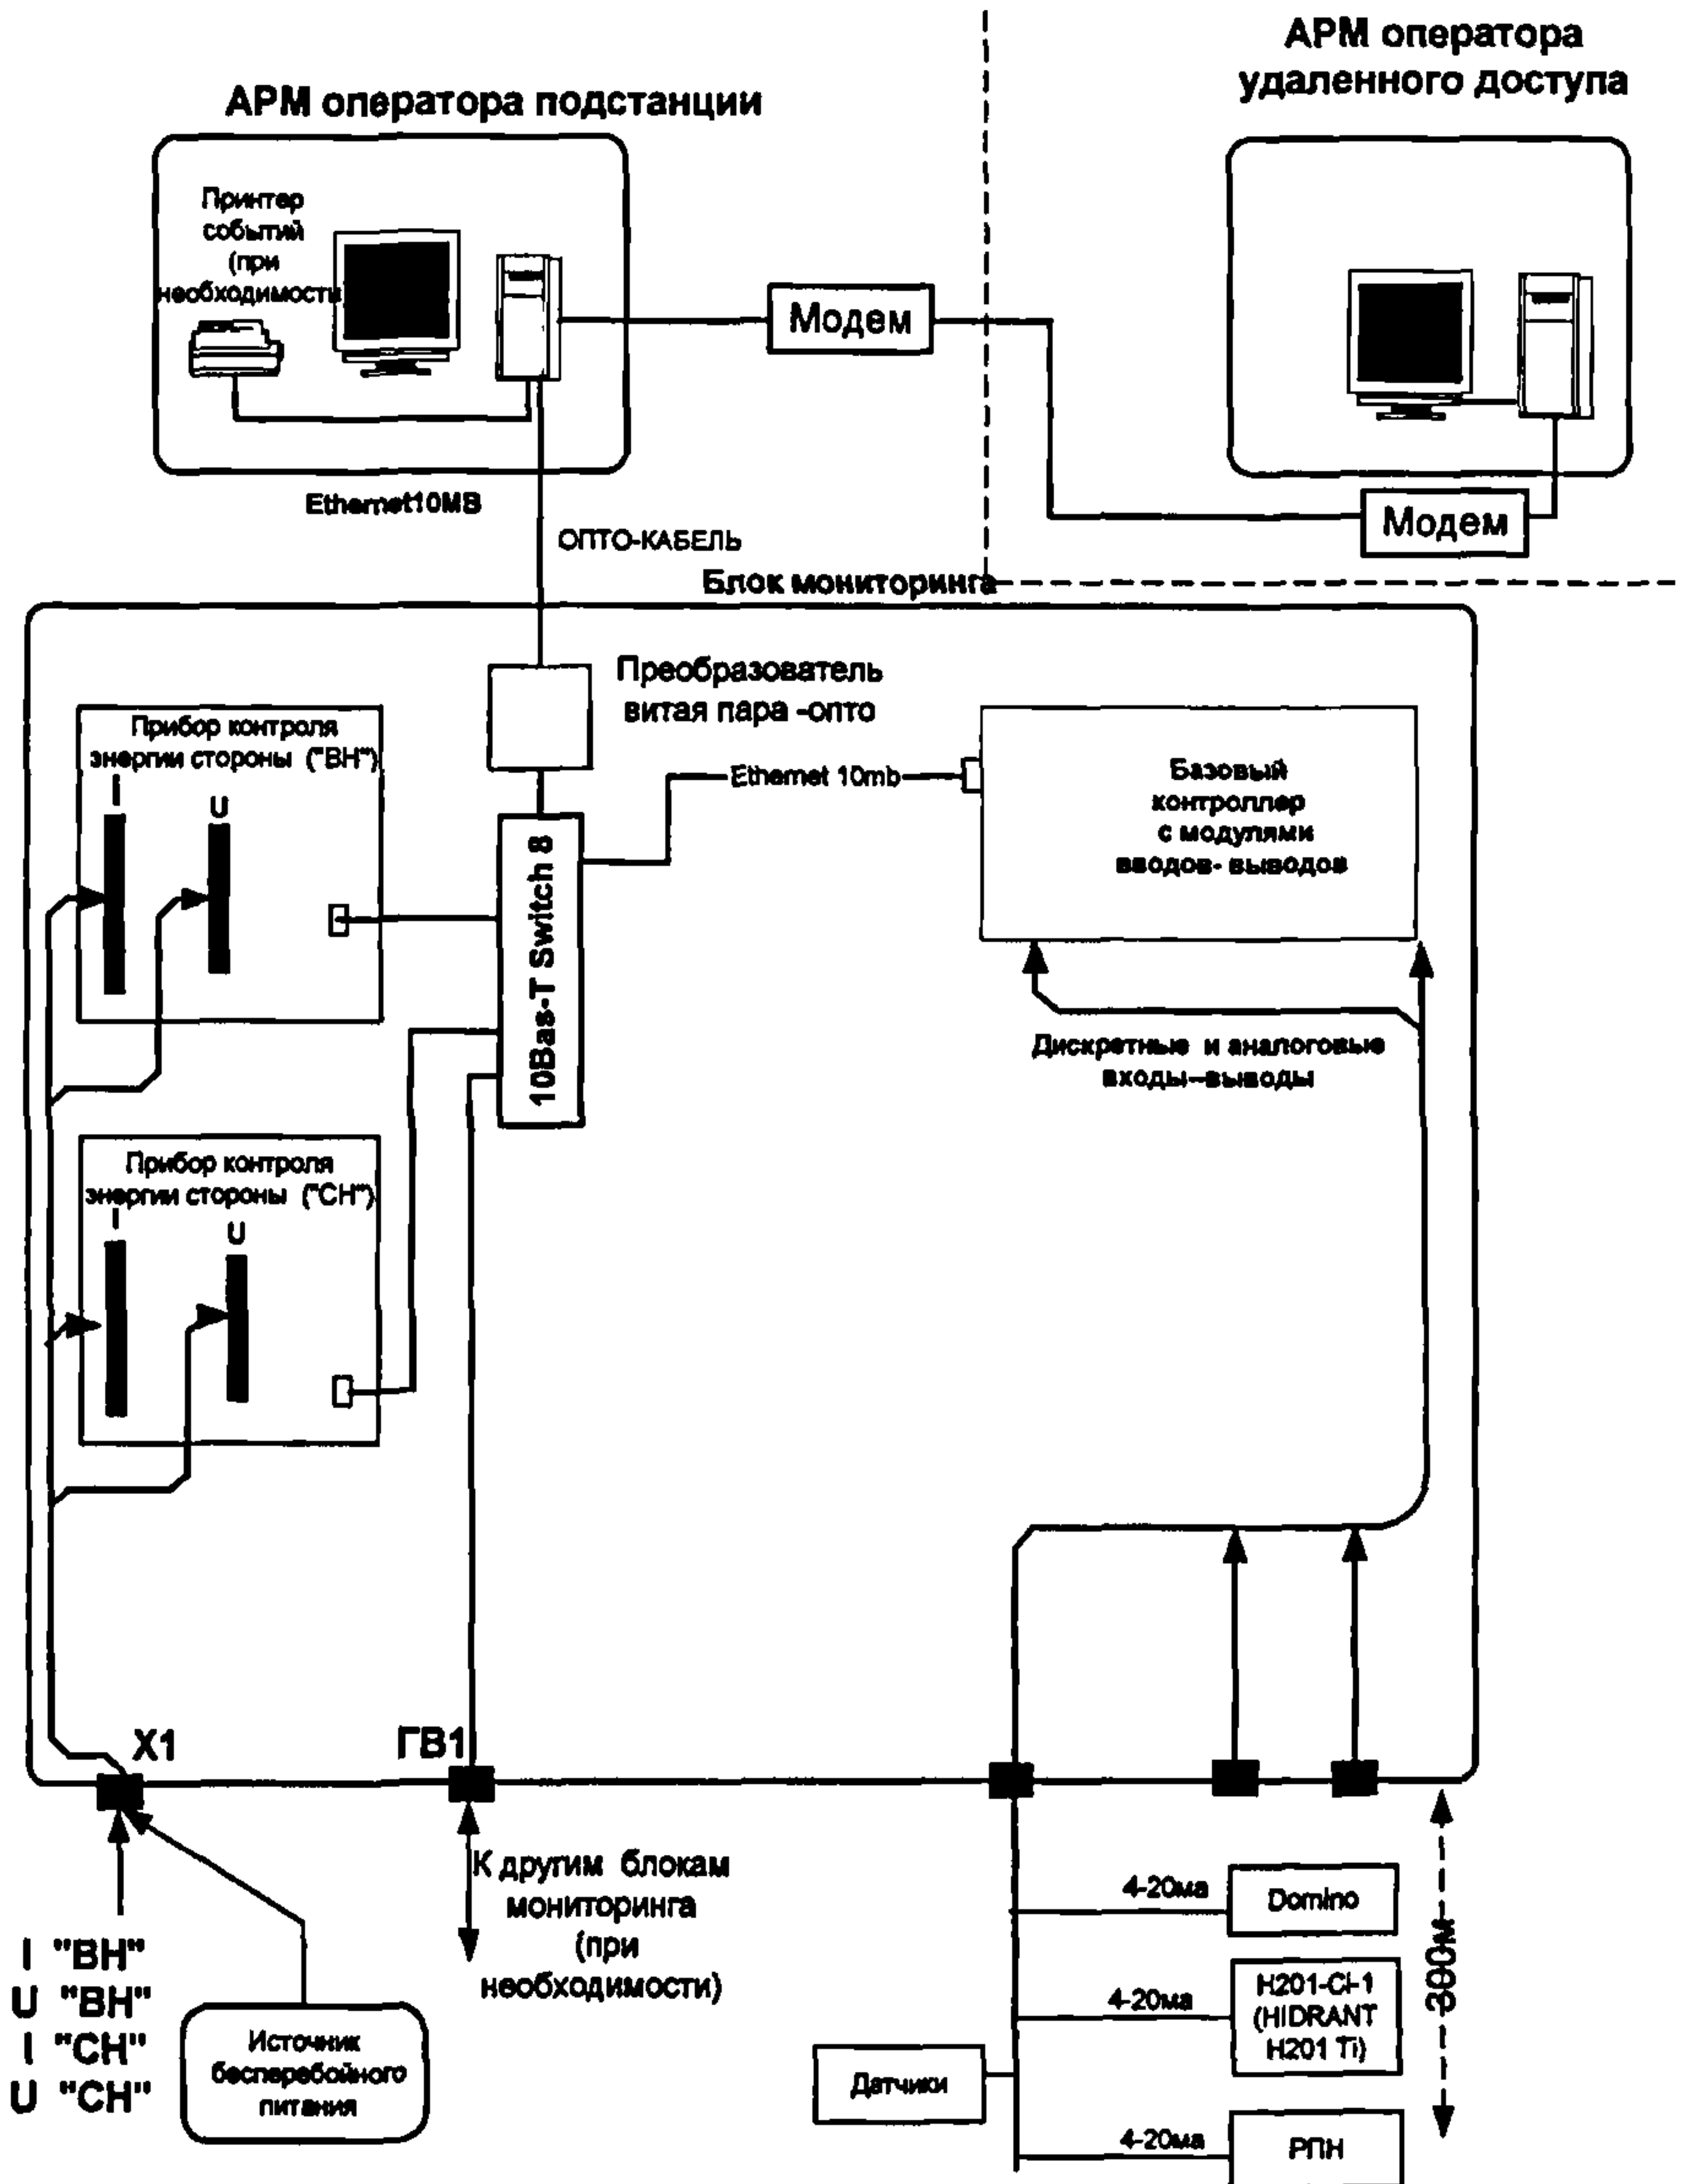 АРМ оператора
удаленного доступа
АРМ оператора подстанции
Принтер
событий
(при
необходимости
Модем
Модем
Ethernet10MB
ОПТО-КАБЕЛЬ
Блок мониторинга
Преобразователь
витая пара -опто
Прибор контроля
энергии стороны ("ВН")
I
U
Ethernet 10mb
Базовый
контроллер
с модулями
вводов- выводов
10Bas-T Switch 8
Дискретные и аналоговые
входы-выводы
Прибор контроля
энергии стороны ("СН")
I
U
X1
ГВ1
К другим блокам
мониторинга
(при
необходимости)
I "ВН"
U "ВН"
I "СН"
U "СН"
Источник
бесперебойного
питания
4-20ма
Domino
4-20ма
H201-Ci-1
(HIDRANT
H201 Ti)
300м
Датчики
4-20ма
РПН